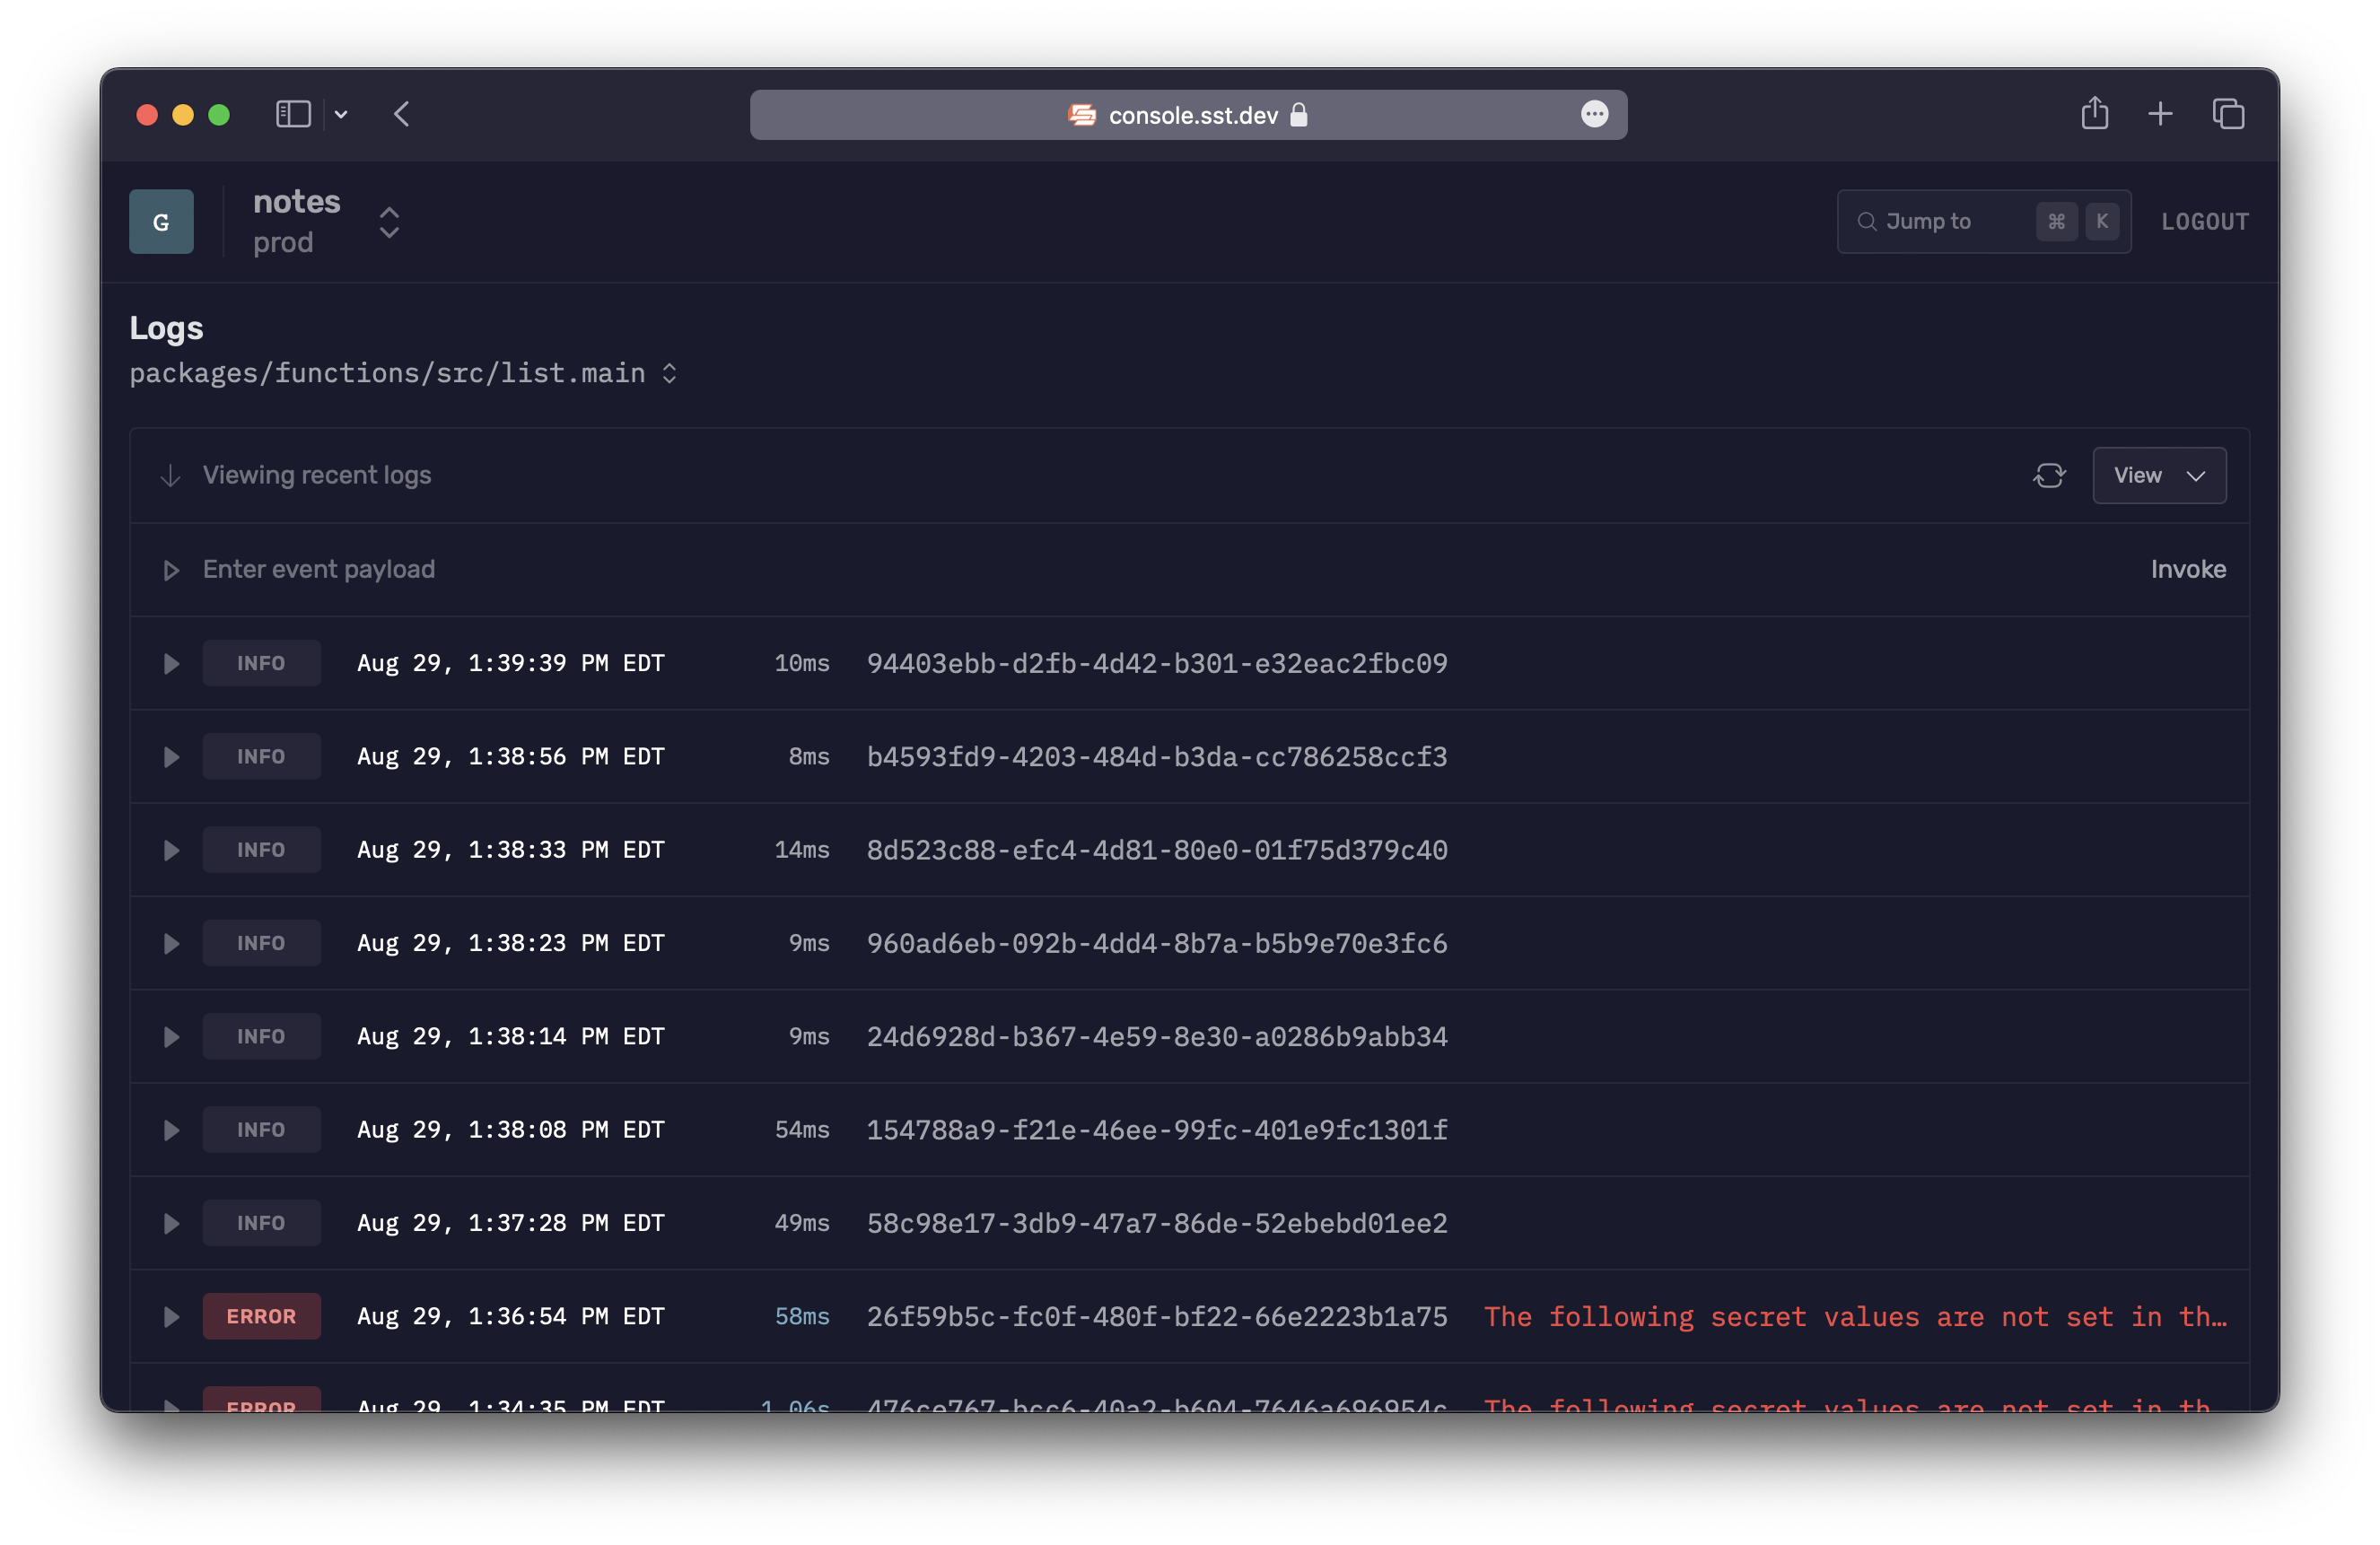 console.sst.dev
G
notes
prod
Jump to ⌘ K
LOGOUT
Logs
packages/functions/src/list.main
Viewing recent logs
View
Enter event payload
Invoke
INFO Aug 29, 1:39:39 PM EDT 10ms 94403ebb-d2fb-4d42-b301-e32eac2fbc09
INFO Aug 29, 1:38:56 PM EDT 8ms b4593fd9-4203-484d-b3da-cc786258ccf3
INFO Aug 29, 1:38:33 PM EDT 14ms 8d523c88-efc4-4d81-80e0-01f75d379c40
INFO Aug 29, 1:38:23 PM EDT 9ms 960ad6eb-092b-4dd4-8b7a-b5b9e70e3fc6
INFO Aug 29, 1:38:14 PM EDT 9ms 24d6928d-b367-4e59-8e30-a0286b9abb34
INFO Aug 29, 1:38:08 PM EDT 54ms 154788a9-f21e-46ee-99fc-401e9fc1301f
INFO Aug 29, 1:37:28 PM EDT 49ms 58c98e17-3db9-47a7-86de-52ebebd01ee2
ERROR Aug 29, 1:36:54 PM EDT 58ms 26f59b5c-fc0f-480f-bf22-66e2223b1a75 The following secret values are not set in th…
ERROR Aug 29, 1:34:35 PM EDT 1.06s 476ce767-bcc6-40a2-b604-7646a696954c The following secret values are not set in th